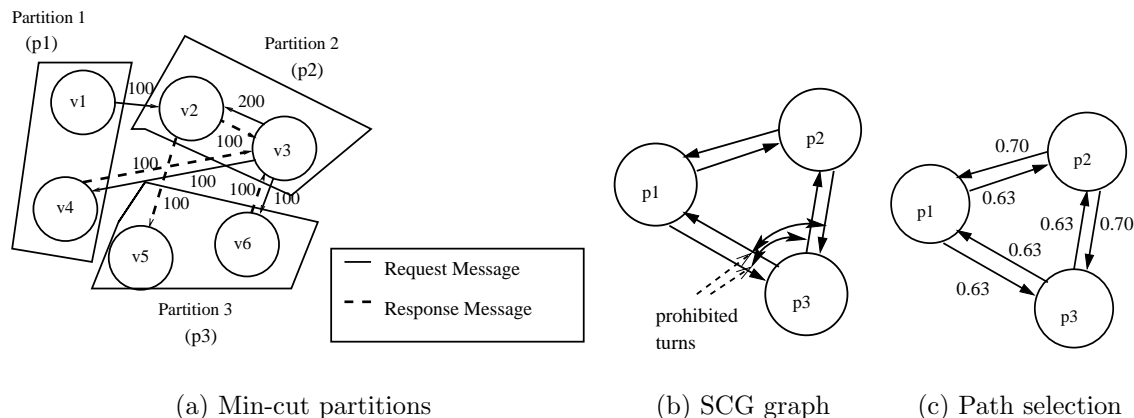 Partition 1
(p1)
Partition 2
(p2)
v1
100
v2
200
v3
100
100
100
v4
100
100
100
v5
v6
Partition 3
(p3)
Request Message
Response Message
(a) Min-cut partitions
p2
p1
p3
prohibited
turns
(b) SCG graph
0.70
p2
p1
0.63
0.63
0.70
0.63
0.63
p3
(c) Path selection